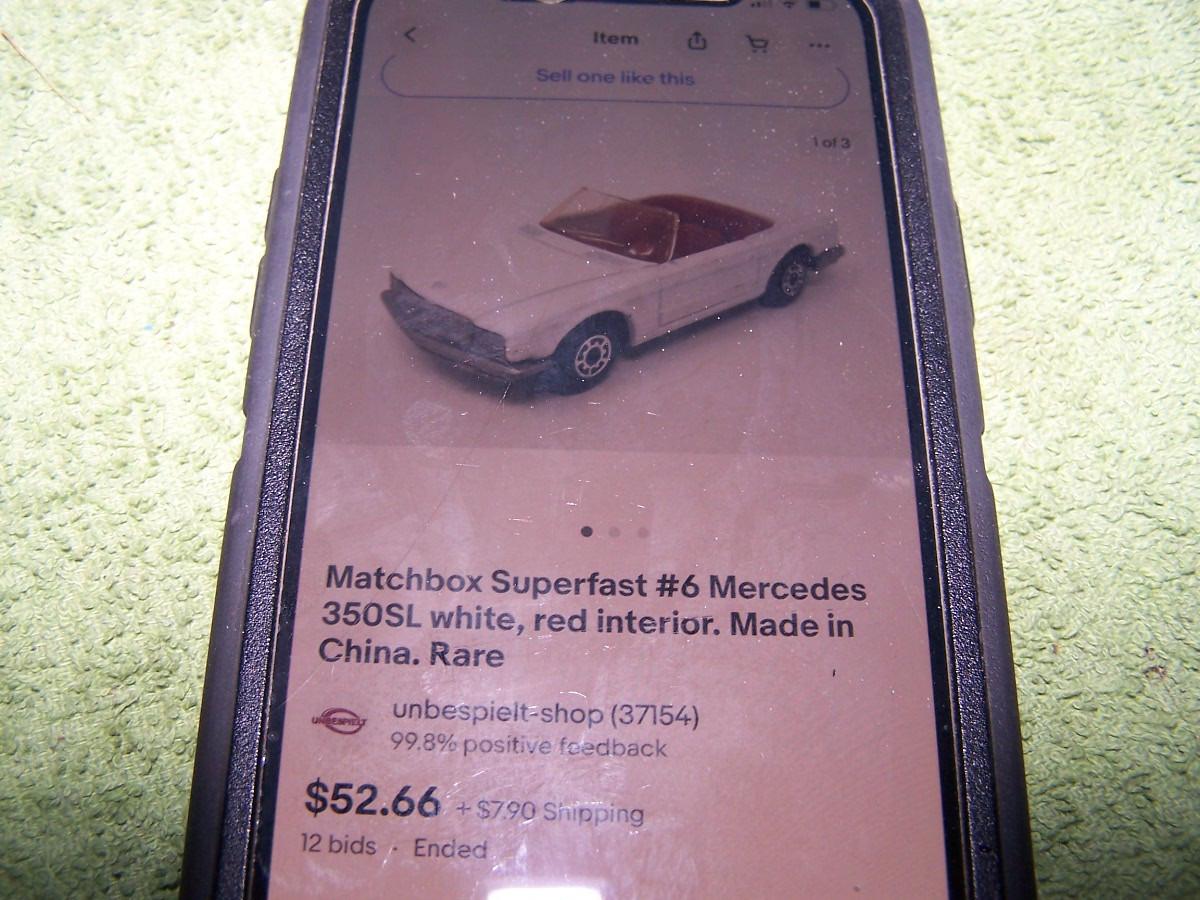 Item
Sell one like this
1 of 3
Matchbox Superfast #6 Mercedes
350SL white, red interior. Made in
China. Rare
UNBESPIELT
unbespielt-shop (37154)
99.8% positive feedback
$52.66 + $7.90 Shipping
12 bids · Ended